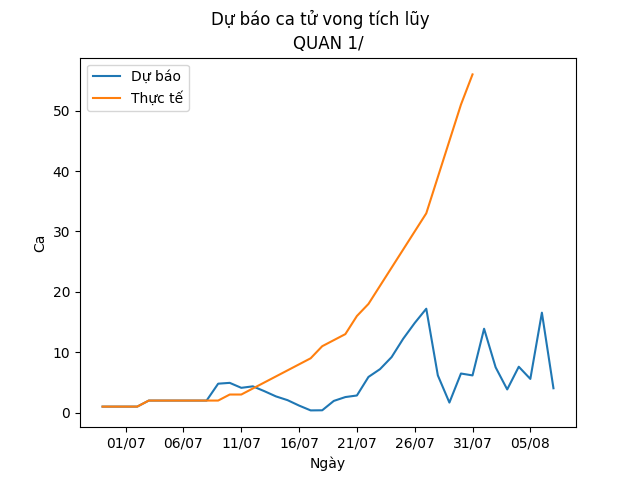 Dự báo ca tử vong tích lũy
QUAN 1/
Dự báo
Thực tế
Ca
50
40
30
20
10
0
01/07 06/07 11/07 16/07 21/07 26/07 31/07 05/08
Ngày